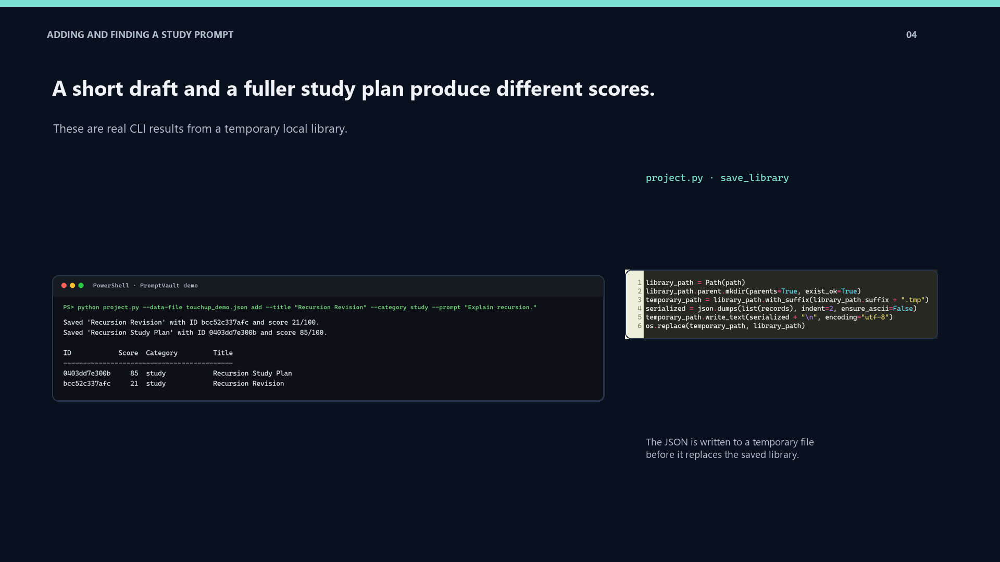 ADDING AND FINDING A STUDY PROMPT
04
A short draft and a fuller study plan produce different scores.
These are real CLI results from a temporary local library.
project.py · save_library
PowerShell · PromptVault demo
PS> python project.py --data-file touchup_demo.json add --title "Recursion Revision" --category study --prompt "Explain recursion."
Saved 'Recursion Revision' with ID bcc52c337afc and score 21/100.
Saved 'Recursion Study Plan' with ID 0403dd7e300b and score 85/100.
ID Score Category Title
-------------------------------------------
0403dd7e300b 85 study Recursion Study Plan
bcc52c337afc 21 study Recursion Revision
1 library_path = Path(path)
2 library_path.parent.mkdir(parents=True, exist_ok=True)
3 temporary_path = library_path.with_suffix(library_path.suffix + ".tmp")
4 serialized = json.dumps(list(records), indent=2, ensure_ascii=False)
5 temporary_path.write_text(serialized + "\n", encoding="utf-8")
6 os.replace(temporary_path, library_path)
The JSON is written to a temporary file
before it replaces the saved library.